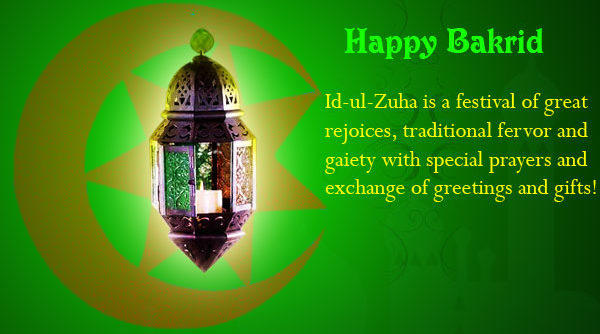 Happy Bakrid
Id-ul-Zuha is a festival of great
rejoices, traditional fervor and
gaiety with special prayers and
exchange of greetings and gifts!